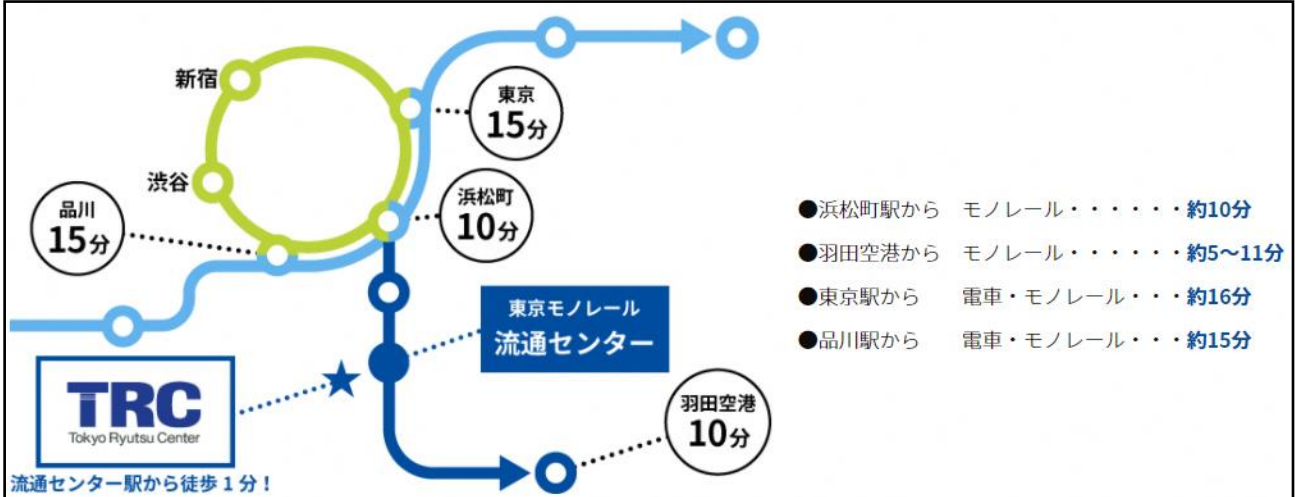 新宿
東京
15分
渋谷
浜松町
10分
品川
15分
東京モノレール
流通センター
TRC
Tokyo Ryutsu Center
羽田空港
10分
流通センター駅から徒歩1分!
●浜松町駅から モノレール・・・・・・約10分
●羽田空港から モノレール・・・・・・約5〜11分
●東京駅から 電車・モノレール・・・約16分
●品川駅から 電車・モノレール・・・約15分